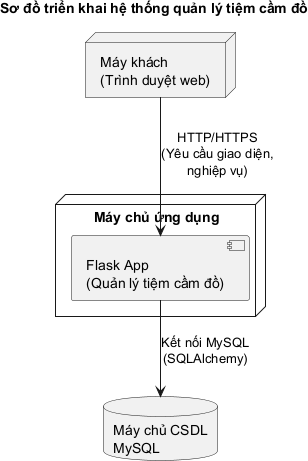 Sơ đồ triển khai hệ thống quản lý tiệm cầm đồ
Máy khách
(Trình duyệt web)
HTTP/HTTPS
(Yêu cầu giao diện,
nghiệp vụ)
Máy chủ ứng dụng
Flask App
(Quản lý tiệm cầm đồ)
Kết nối MySQL
(SQLAlchemy)
Máy chủ CSDL
MySQL